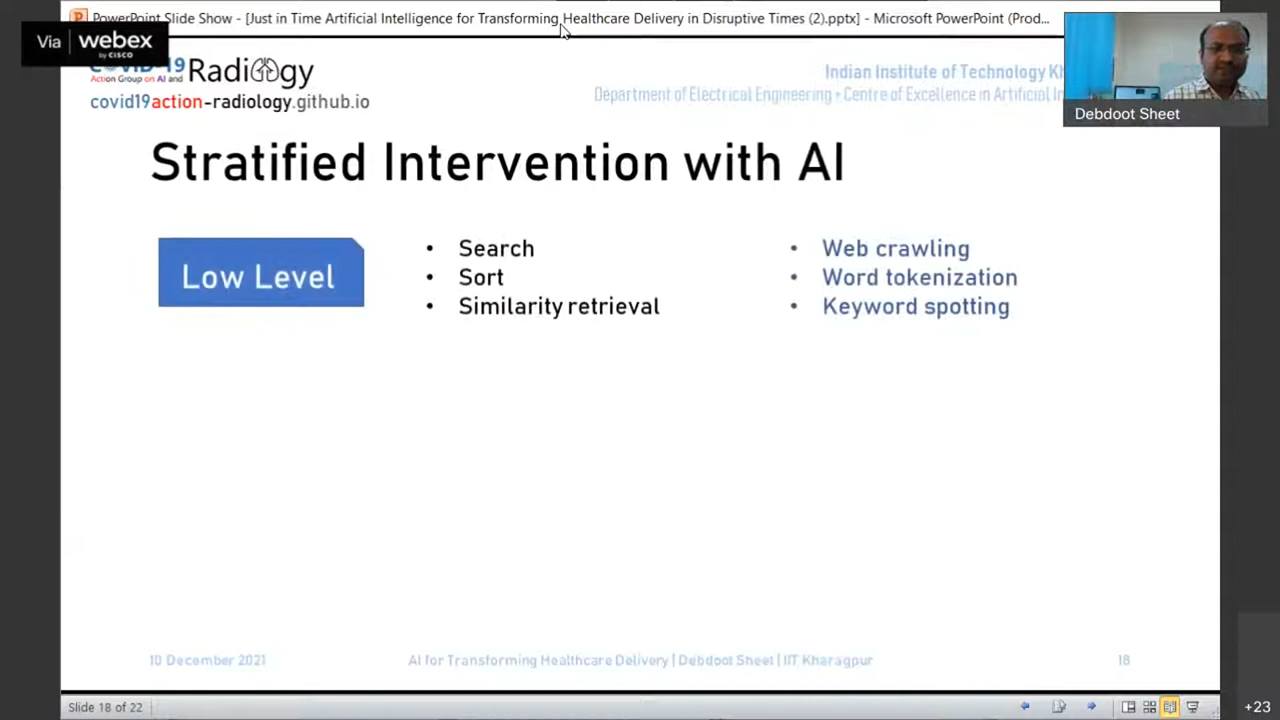 PowerPoint Slide Show - [Just in Time Artificial Intelligence for Transforming Healthcare Delivery in Disruptive Times (2).pptx] - Microsoft PowerPoint (Prod...
Via webex
by CISCO
Action Group on AI and Radiology
covid19action-radiology.github.io
Indian Institute of Technology
Department of Electrical Engineering • Centre of Excellence in Artificial
Debdoot Sheet
Stratified Intervention with AI
Low Level
• Search
• Sort
• Similarity retrieval
• Web crawling
• Word tokenization
• Keyword spotting
10 December 2021
AI for Transforming Healthcare Delivery | Debdoot Sheet | IIT Kharagpur
18
Slide 18 of 22
+23